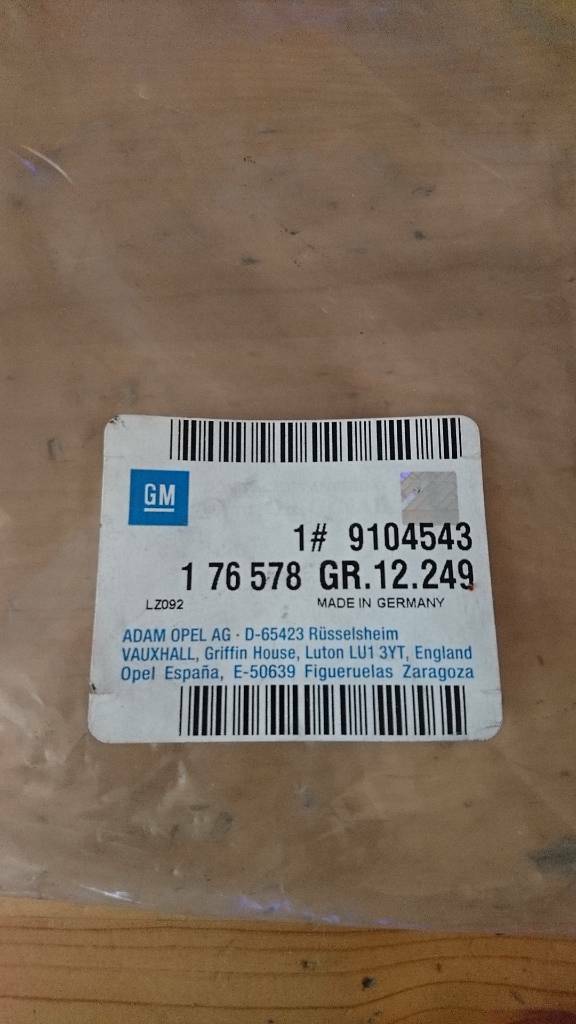 GM
1# 9104543
1 76 578 GR.12.249
LZ092 MADE IN GERMANY
ADAM OPEL AG · D-65423 Rüsselsheim
VAUXHALL, Griffin House, Luton LU1 3YT, England
Opel España, E-50639 Figueruelas Zaragoza